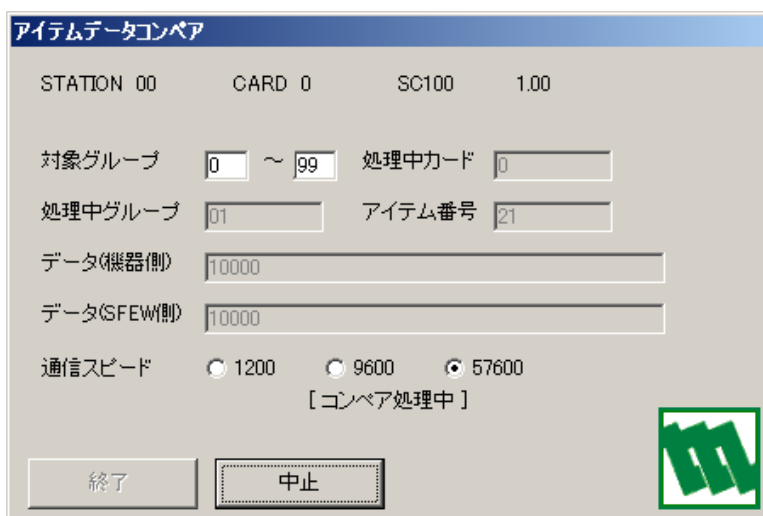 アイテムデータコンペア
STATION 00 CARD 0 SC100 1.00
対象グループ 0 ～ 99 処理中カード 0
処理中グループ 01 アイテム番号 21
データ(機器側) 10000
データ(SFEW側) 10000
通信スピード 1200 9600 57600
[ コンペア処理中 ]
終了 中止